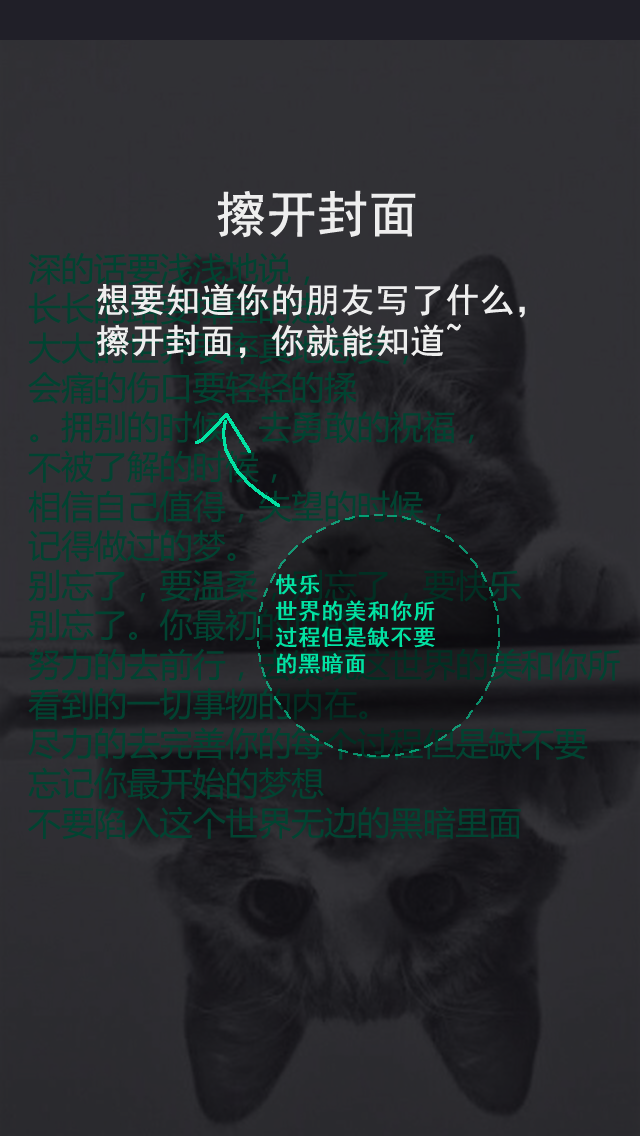 擦开封面
想要知道你的朋友写了什么，
擦开封面，你就能知道~
深的话要浅浅地说，
长长
大大
会痛的伤口要轻轻的揉
。拥别的时候 去勇敢的祝福，
不被了解的时候，
相信自己值得，失望的时候，
记得做过的梦。
别忘了，要温柔 忘了，要快乐
别忘了。你最初的
努力的去前行， 这世界的美和你所
看到的一切事物的内在。
尽力的去完善你的每个过程但是缺不要
忘记你最开始的梦想
不要陷入这个世界无边的黑暗里面
快乐
世界的美和你所
过程但是缺不要
的黑暗面